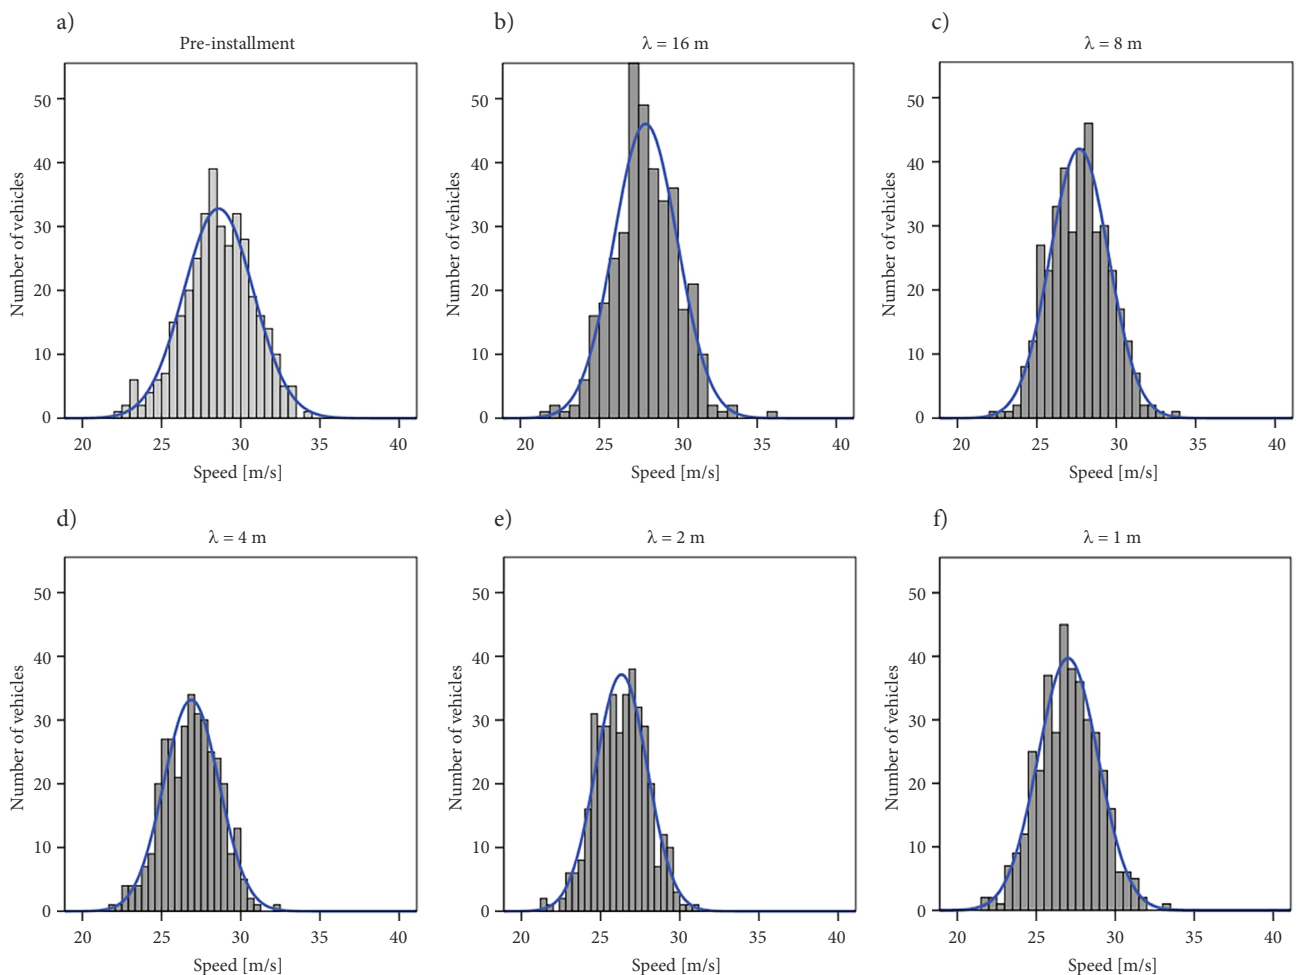 a)
Pre-installment
Number of vehicles
50
40
30
20
10
0
20 25 30 35 40
Speed [m/s]
b)
λ = 16 m
Number of vehicles
50
40
30
20
10
0
20 25 30 35 40
Speed [m/s]
c)
λ = 8 m
Number of vehicles
50
40
30
20
10
0
20 25 30 35 40
Speed [m/s]
d)
λ = 4 m
Number of vehicles
50
40
30
20
10
0
20 25 30 35 40
Speed [m/s]
e)
λ = 2 m
Number of vehicles
50
40
30
20
10
0
20 25 30 35 40
Speed [m/s]
f)
λ = 1 m
Number of vehicles
50
40
30
20
10
0
20 25 30 35 40
Speed [m/s]